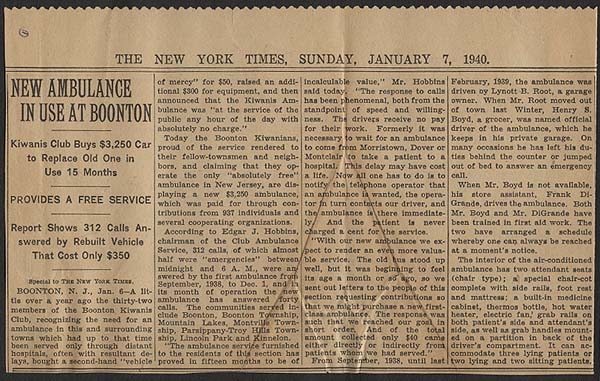 THE NEW YORK TIMES, SUNDAY, JANUARY 7, 1940.
NEW AMBULANCE
IN USE AT BOONTON
Kiwanis Club Buys $3,250 Car
to Replace Old One in
Use 15 Months
PROVIDES A FREE SERVICE
Report Shows 312 Calls An-
swered by Rebuilt Vehicle
That Cost Only $350
Special to THE NEW YORK TIMES.
BOONTON, N. J., Jan. 6—A lit-
tle over a year ago the thirty-two
members of the Boonton Kiwanis
Club, recognizing the need for an
ambulance in this and surrounding
towns which had up to that time
been served only through distant
hospitals, often with resultant de-
lays, bought a second-hand "vehicle
of mercy" for $50, raised an addi-
tional $300 for equipment, and then
announced that the Kiwanis Am-
bulance was "at the service of the
public any hour of the day with
absolutely no charge."
Today the Boonton Kiwanians,
proud of the service rendered to
their fellow-townsmen and neigh-
bors, and claiming that they op-
erate the only "absolutely free"
ambulance in New Jersey, are dis-
playing a new $3,250 ambulance,
which was paid for through con-
tributions from 937 individuals and
several cooperating organizations.
According to Edgar J. Hobbins,
chairman of the Club Ambulance
Service, 312 calls, of which almost
half were "emergencies" between
midnight and 6 A. M., were an-
swered by the first ambulance from
September, 1938, to Dec. 1, and in
its month of operation the new
ambulance has answered forty
calls. The communities served in-
clude Boonton, Boonton Township,
Mountain Lakes, Montville Town-
ship, Parsippany-Troy Hills Town-
ship, Lincoln Park and Kinnelon.
"The ambulance service furnished
to the residents of this section has
proved in fifteen months to be of
incalculable value," Mr. Hobbins
said today. "The response to calls
has been phenomenal, both from the
standpoint of speed and willing-
ness. The drivers receive no pay
for their work. Formerly it was
necessary to wait for an ambulance
to come from Morristown, Dover or
Montclair to take a patient to a
hospital. This delay may have cost
a life. Now all one has to do is to
notify the telephone operator that
an ambulance is wanted, the opera-
tor in turn contacts our driver, and
the ambulance is there immediate-
ly. And the patient is never
charged a cent for the service.
"With our new ambulance we ex-
pect to render an even more valua-
ble service. The old bus stood up
well, but it was beginning to feel
its age a month or so ago, so we
sent out letters to the people of this
section requesting contributions so
that we might purchase a new first-
class ambulance. The response was
such that we reached our goal in
short order. And of the total
amount collected only $40 came
either directly or indirectly from
patients whom we had served."
From September, 1938, until last
February, 1939, the ambulance was
driven by Lynott B. Root, a garage
owner. When Mr. Root moved out
of town last Winter, Henry S.
Boyd, a grocer, was named official
driver of the ambulance, which he
keeps in his private garage. On
many occasions he has left his du-
ties behind the counter or jumped
out of bed to answer an emergency
call.
When Mr. Boyd is not available,
his store assistant, Frank Di-
Grande, drives the ambulance. Both
Mr. Boyd and Mr. DiGrande have
been trained in first aid work. The
two have arranged a schedule
whereby one can always be reached
at a moment's notice.
The interior of the air-conditioned
ambulance has two attendant seats
(chair type); a special chair-cot
complete with side rails, foot rest
and mattress; a built-in medicine
cabinet, thermos bottle, hot water
heater, electric fan, grab rails on
both patient's side and attendant's
side, as well as grab handles mount-
ed on a partition in back of the
driver's compartment. It can ac-
commodate three lying patients or
two lying and two sitting patients.